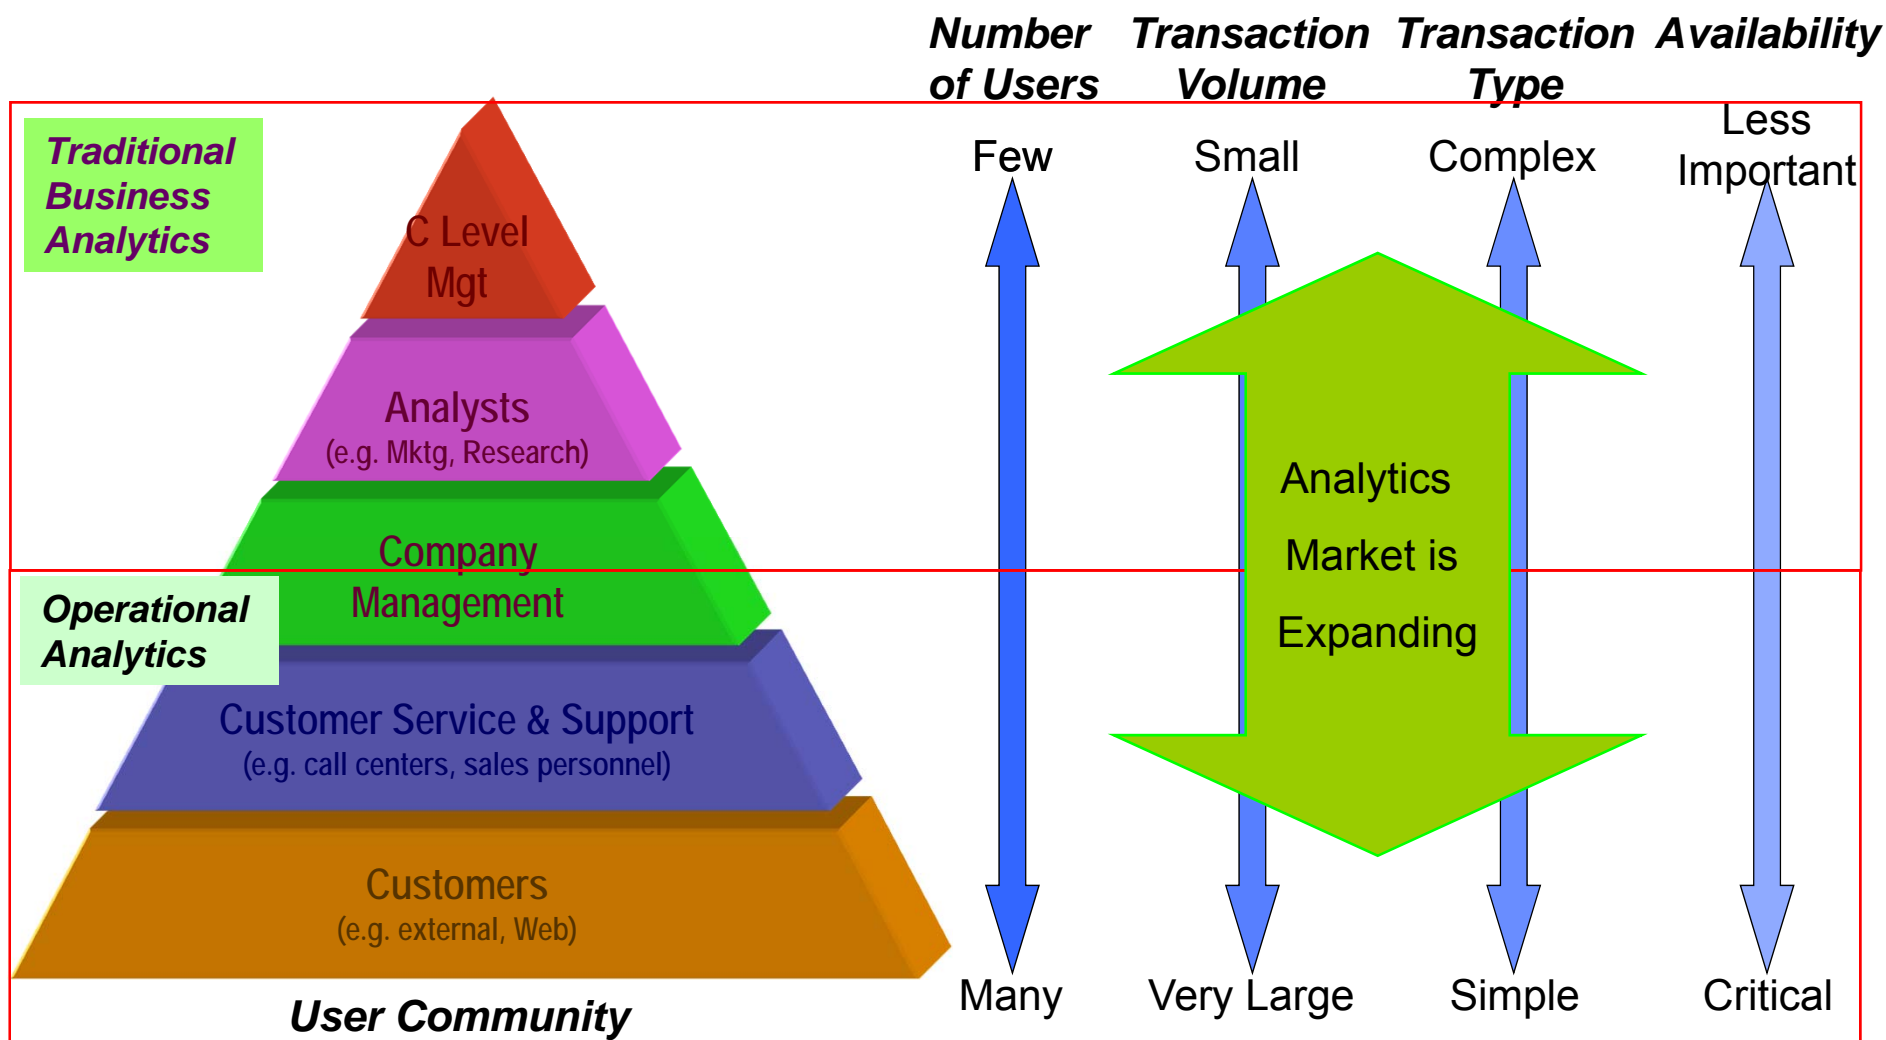 Number
of Users
Transaction
Volume
Transaction
Type
Availability
Traditional
Business
Analytics
C Level
Mgt
Analysts
(e.g. Mktg, Research)
Company
Management
Operational
Analytics
Customer Service & Support
(e.g. call centers, sales personnel)
Customers
(e.g. external, Web)
User Community
Few
Small
Complex
Less
Important
Analytics
Market is
Expanding
Many
Very Large
Simple
Critical